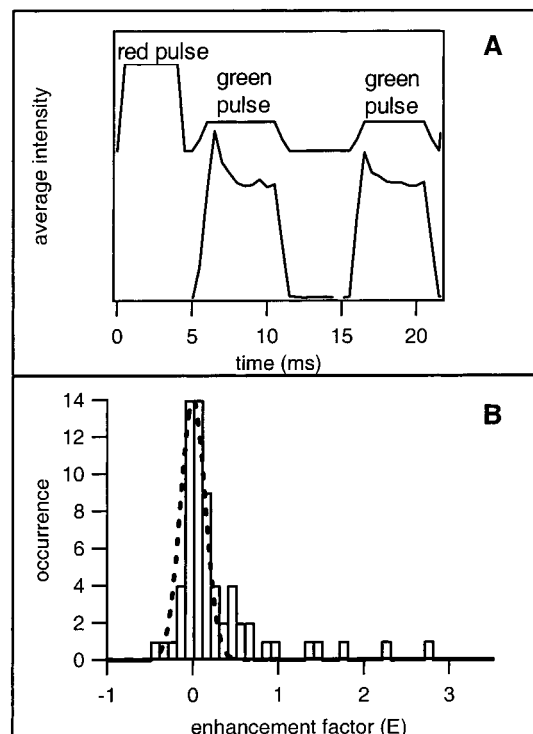 A
red pulse
green
pulse
green
pulse
average intensity
0
5
10
15
20
time (ms)
B
14
12
10
8
6
4
2
0
occurrence
-1
0
1
2
3
enhancement factor (E)